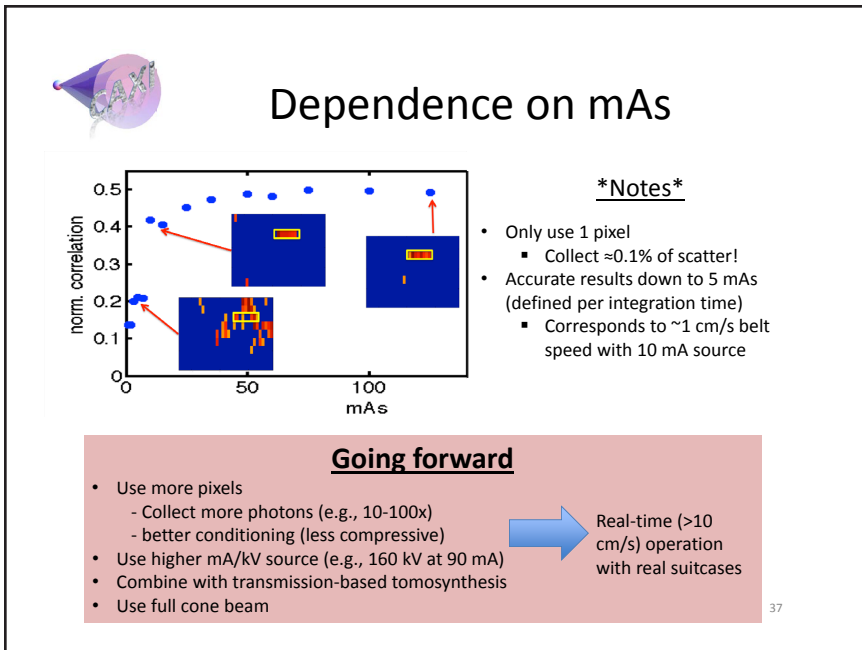 CAXI
Dependence on mAs
0.5
0.4
0.3
0.2
0.1
0
norm. correlation
0
50
100
mAs
*Notes*
• Only use 1 pixel
▪ Collect ≈0.1% of scatter!
• Accurate results down to 5 mAs
(defined per integration time)
▪ Corresponds to ~1 cm/s belt
speed with 10 mA source
Going forward
• Use more pixels
- Collect more photons (e.g., 10-100x)
- better conditioning (less compressive)
• Use higher mA/kV source (e.g., 160 kV at 90 mA)
• Combine with transmission-based tomosynthesis
• Use full cone beam
Real-time (>10
cm/s) operation
with real suitcases
37